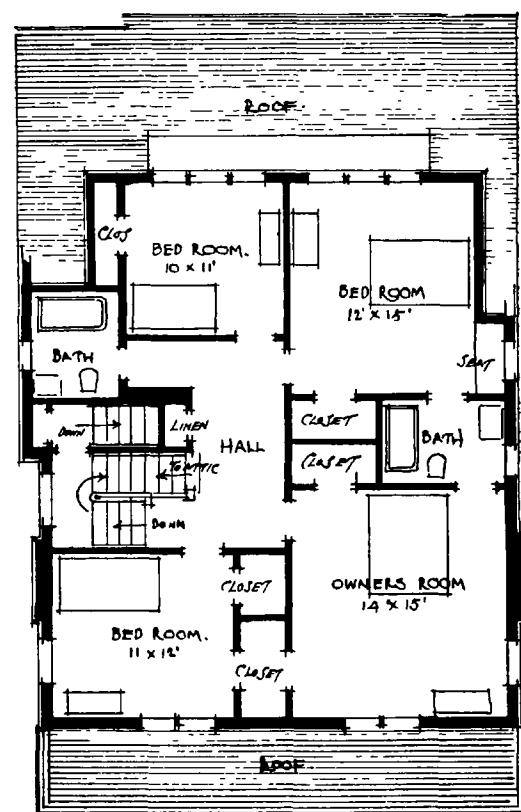 ROOF.
CLOS
BED ROOM.
10 x 11'
BED ROOM
12' x 15'
BATH
SEAT
DOWN
LINEN
CLOSET
HALL
BATH
CLOSET
TO ATTIC
DOWN
CLOSET
OWNERS ROOM
14 x 15'
BED ROOM.
11 x 12'
CLOSET
ROOF